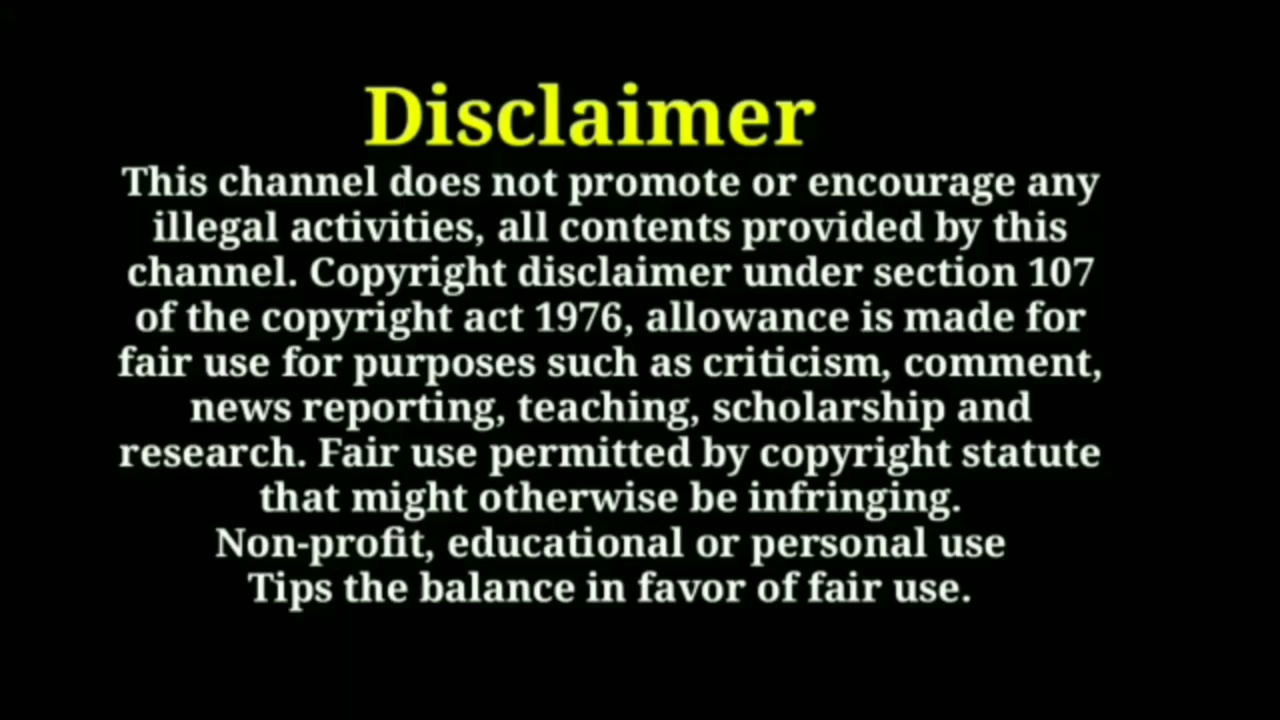 Disclaimer
This channel does not promote or encourage any
illegal activities, all contents provided by this
channel. Copyright disclaimer under section 107
of the copyright act 1976, allowance is made for
fair use for purposes such as criticism, comment,
news reporting, teaching, scholarship and
research. Fair use permitted by copyright statute
that might otherwise be infringing.
Non-profit, educational or personal use
Tips the balance in favor of fair use.